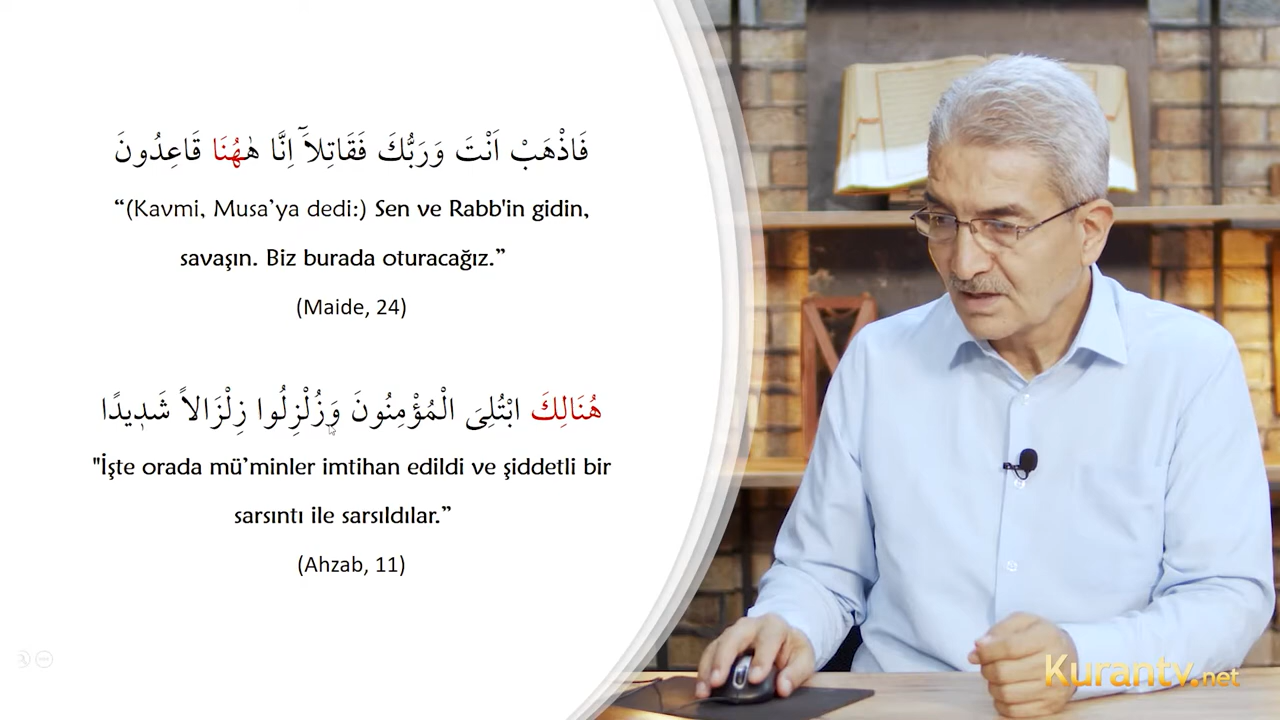 فَاذْهَبْ اَنْتَ وَرَبُّكَ فَقَاتِلَآ اِنَّا هٰهُنَا قَاعِدُونَ
“(Kavmi, Musa’ya dedi:) Sen ve Rabb'in gidin,
savaşın. Biz burada oturacağız.”
(Maide, 24)
هُنَالِكَ ابْتُلِىَ الْمُؤْمِنُونَ وَزُلْزِلُوا زِلْزَالاً شَد۪يدًا
"İşte orada mü’minler imtihan edildi ve şiddetli bir
sarsıntı ile sarsıldılar.”
(Ahzab, 11)
Kurantv.net